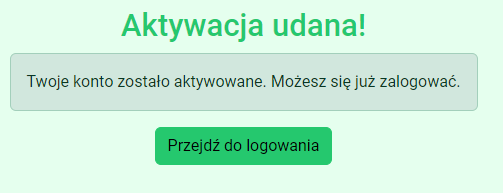 Aktywacja udana!
Twoje konto zostało aktywowane. Możesz się już zalogować.
Przejdź do logowania